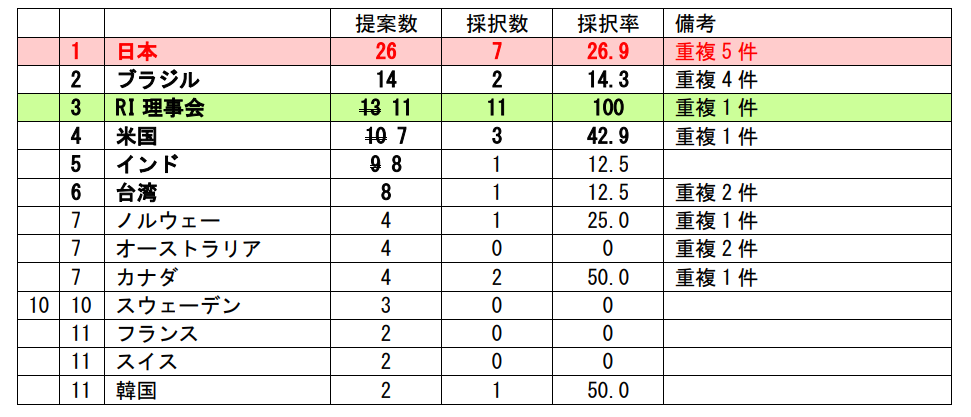 提案数 採択数 採択率 備考
1 日本 26 7 26.9 重複5件
2 ブラジル 14 2 14.3 重複4件
3 RI 理事会 13 11 11 100 重複1件
4 米国 10 7 3 42.9 重複1件
5 インド 9 8 1 12.5
6 台湾 8 1 12.5 重複2件
7 ノルウェー 4 1 25.0 重複1件
7 オーストラリア 4 0 0 重複2件
7 カナダ 4 2 50.0 重複1件
10 10 スウェーデン 3 0 0
11 フランス 2 0 0
11 スイス 2 0 0
11 韓国 2 1 50.0